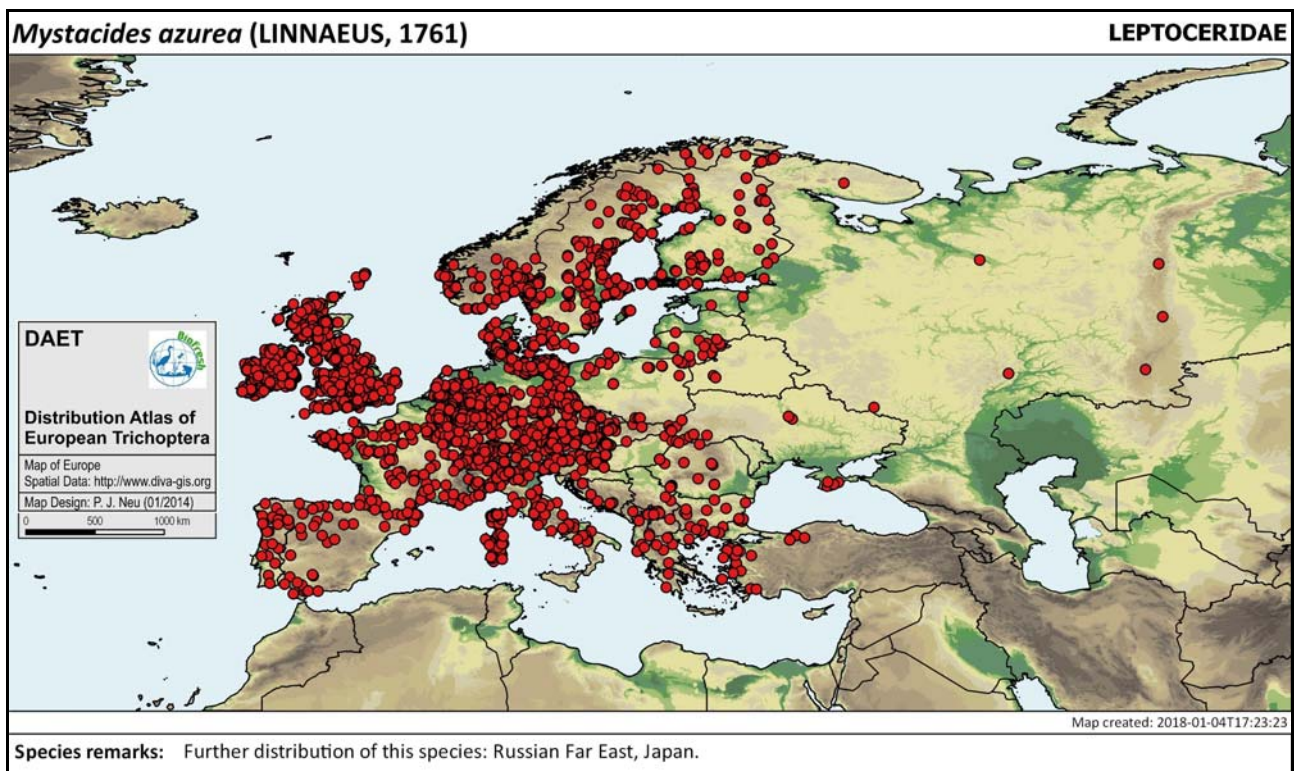 Mystacides azurea (LINNAEUS, 1761)
LEPTOCERIDAE
DAET
BioFresh
Distribution Atlas of
European Trichoptera
Map of Europe
Spatial Data: http://www.diva-gis.org
Map Design: P. J. Neu (01/2014)
0 500 1000 km
Map created: 2018-01-04T17:23:23
Species remarks: Further distribution of this species: Russian Far East, Japan.